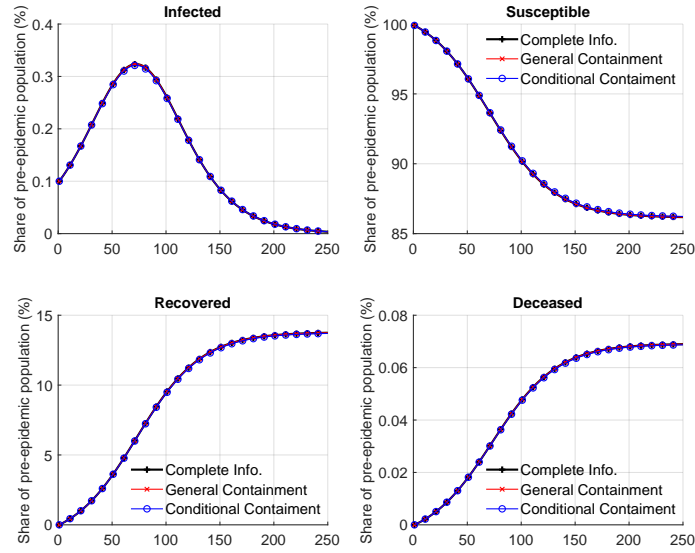 Infected
Share of pre-epidemic population (%)
0.4
0.3
0.2
0.1
0
0 50 100 150 200 250
Susceptible
Share of pre-epidemic population (%)
100
95
90
85
Complete Info.
General Containment
Conditional Contaiment
0 50 100 150 200 250
Recovered
Share of pre-epidemic population (%)
15
10
5
0
Complete Info.
General Containment
Conditional Contaiment
0 50 100 150 200 250
Deceased
Share of pre-epidemic population (%)
0.08
0.06
0.04
0.02
0
Complete Info.
General Containment
Conditional Contaiment
0 50 100 150 200 250